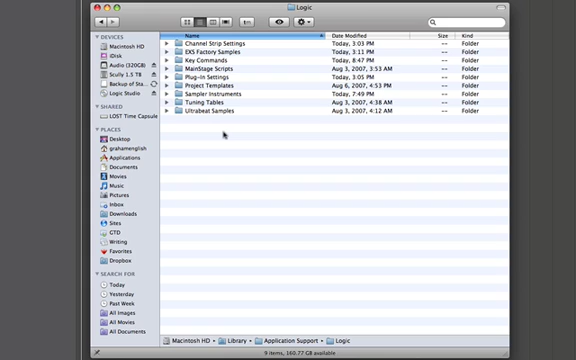 Logic
Name Date Modified Size Kind
DEVICES
Macintosh HD
iDisk
Audio (320GB)
Scully 1.5 TB
Backup of Sta...
Logic Studio
SHARED
LOST Time Capsule
PLACES
Desktop
grahamenglish
Applications
Documents
Movies
Music
Pictures
Inbox
Downloads
Sites
GTD
Writing
Favorites
Dropbox
SEARCH FOR
Today
Yesterday
Past Week
All Images
All Movies
All Documents
Channel Strip Settings Today, 3:03 PM -- Folder
EXS Factory Samples Today, 3:11 PM -- Folder
Key Commands Today, 8:47 PM -- Folder
MainStage Scripts Aug 3, 2007, 3:53 AM -- Folder
Plug-In Settings Today, 3:05 PM -- Folder
Project Templates Aug 6, 2007, 4:53 PM -- Folder
Sampler Instruments Today, 7:49 PM -- Folder
Tuning Tables Aug 3, 2007, 4:38 AM -- Folder
Ultrabeat Samples Aug 3, 2007, 4:12 AM -- Folder
Macintosh HD Library Application Support Logic
9 items, 160.77 GB available